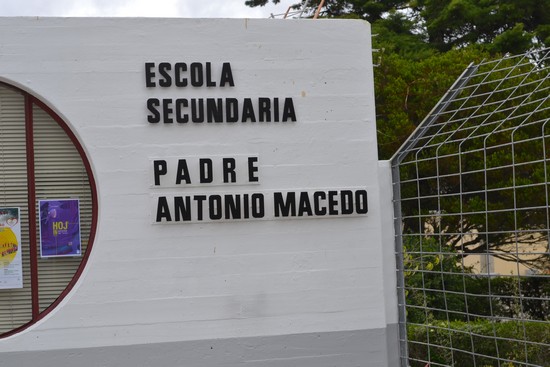 ESCOLA
SECUNDARIA
PADRE
ANTONIO MACEDO
HOJ